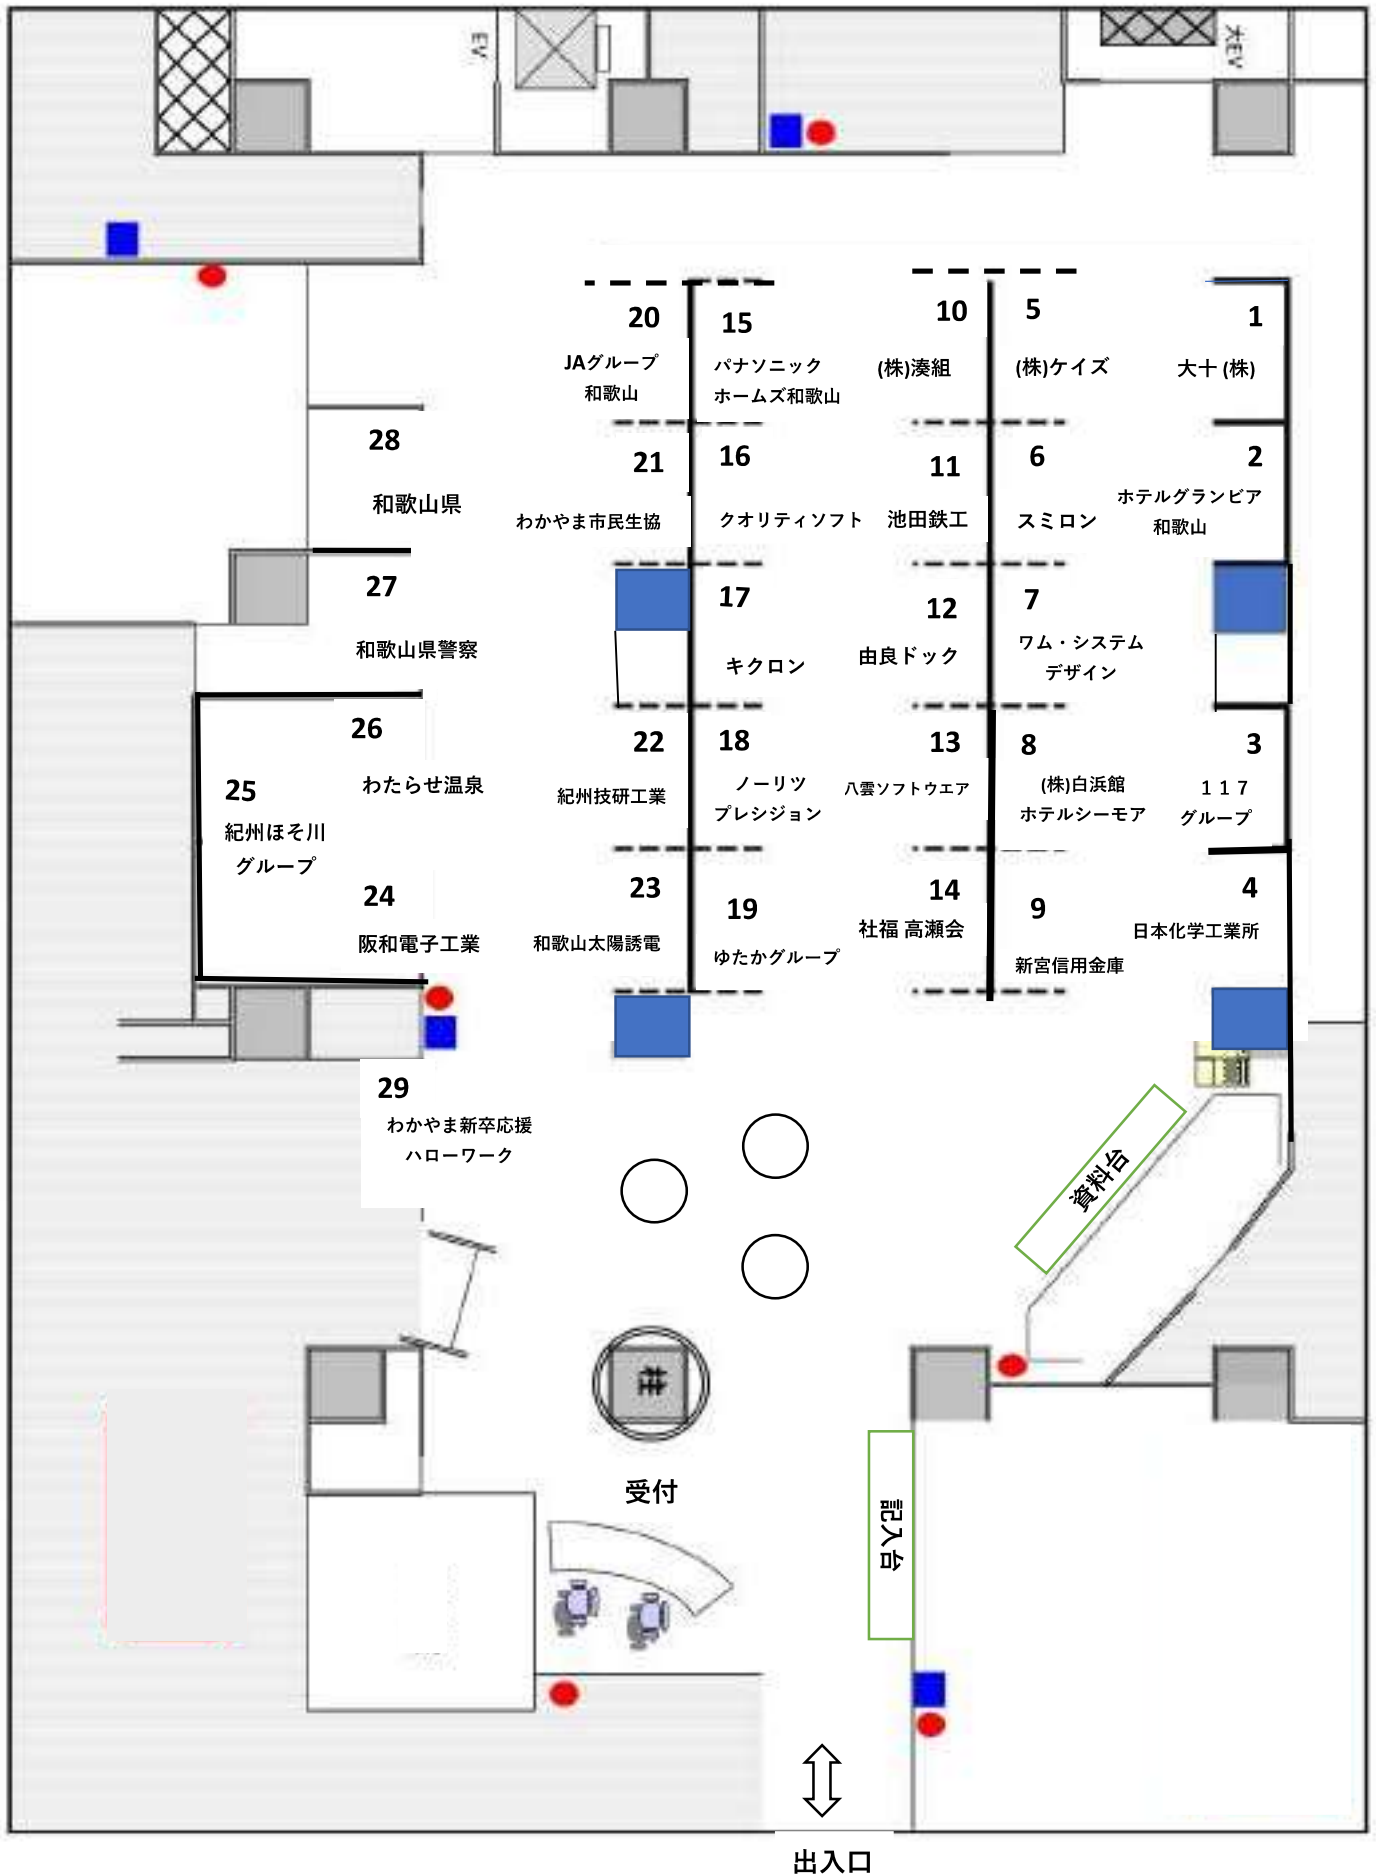 EV
大EV
20
JAグループ
和歌山
15
パナソニック
ホームズ和歌山
10
(株)湊組
5
(株)ケイズ
1
大十 (株)
28
和歌山県
21
わかやま市民生協
16
クオリティソフト
11
池田鉄工
6
スミロン
2
ホテルグランビア
和歌山
27
和歌山県警察
17
キクロン
12
由良ドック
7
ワム・システム
デザイン
26
わたらせ温泉
25
紀州ほそ川
グループ
22
紀州技研工業
18
ノーリツ
プレシジョン
13
八雲ソフトウエア
8
(株)白浜館
ホテルシーモア
3
１１７
グループ
24
阪和電子工業
23
和歌山太陽誘電
19
ゆたかグループ
14
社福 高瀬会
9
新宮信用金庫
4
日本化学工業所
29
わかやま新卒応援
ハローワーク
資料台
柱
受付
記入台
出入口